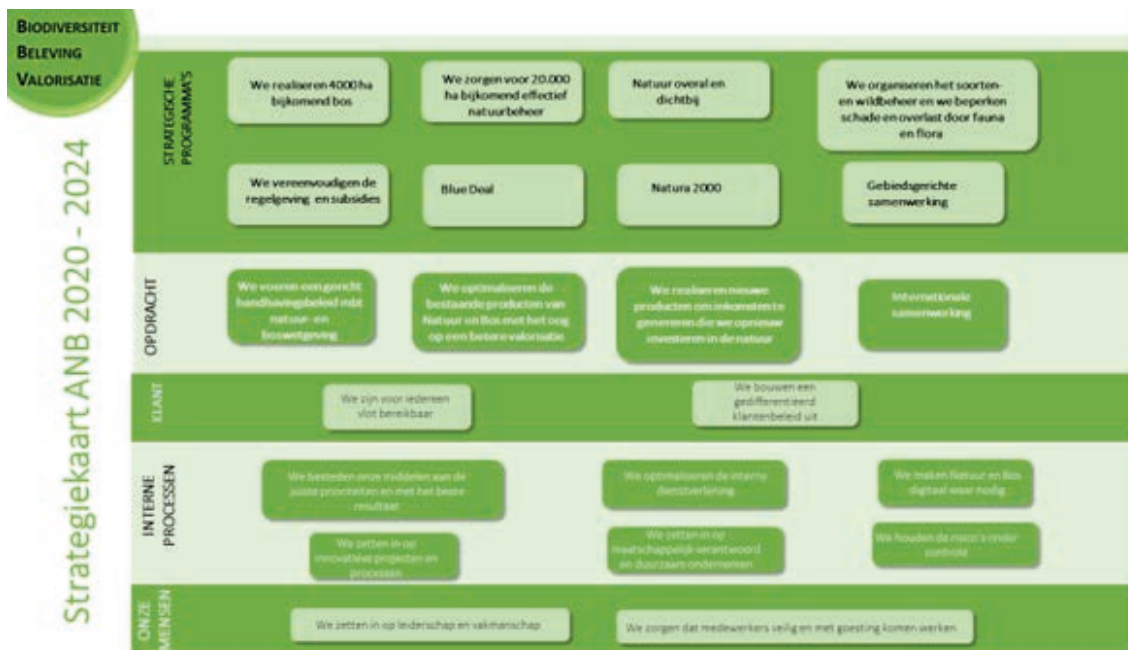 BIODIVERSITEIT
BELEVING
VALORISATIE
Strategiekaart ANB 2020 - 2024
STRATEGISCHE
PROGRAMMA'S
We realiseren 4000 ha
bijkomend bos
We zorgen voor 20.000
ha bijkomend effectief
natuurbeheer
Natuur overal en
dichtbij
We organiseren het soorten-
en wildbeheer en we beperken
schade en overlast door fauna
en flora
We vereenvoudigen de
regelgeving en subsidies
Blue Deal
Natura 2000
Gebiedsgerichte
samenwerking
OPDRACHT
We voeren een gericht
handhavingsbeleid mbt
natuur- en
boswetgeving
We optimaliseren de
bestaande producten van
Natuur en Bos met het oog
op een betere valorisatie
We realiseren nieuwe
producten om inkomsten te
genereren die we opnieuw
investeren in de natuur
Internationale
samenwerking
KLANT
We zijn voor iedereen
vlot bereikbaar
We bouwen een
gedifferentieerd
klantenbeleid uit
INTERNE
PROCESSEN
We besteden onze middelen aan de
juiste prioriteiten en met het beste
resultaat
We optimaliseren de interne
dienstverlening
We maken Natuur en Bos
digitaal waar nodig
We zetten in op
innovatieve projecten en
processen
We zetten in op
maatschappelijk verantwoord
en duurzaam ondernemen
We houden de risico's onder
controle
ONZE
MENSEN
We zetten in op leiderschap en vakmanschap
We zorgen dat medewerkers veilig en met goesting komen werken